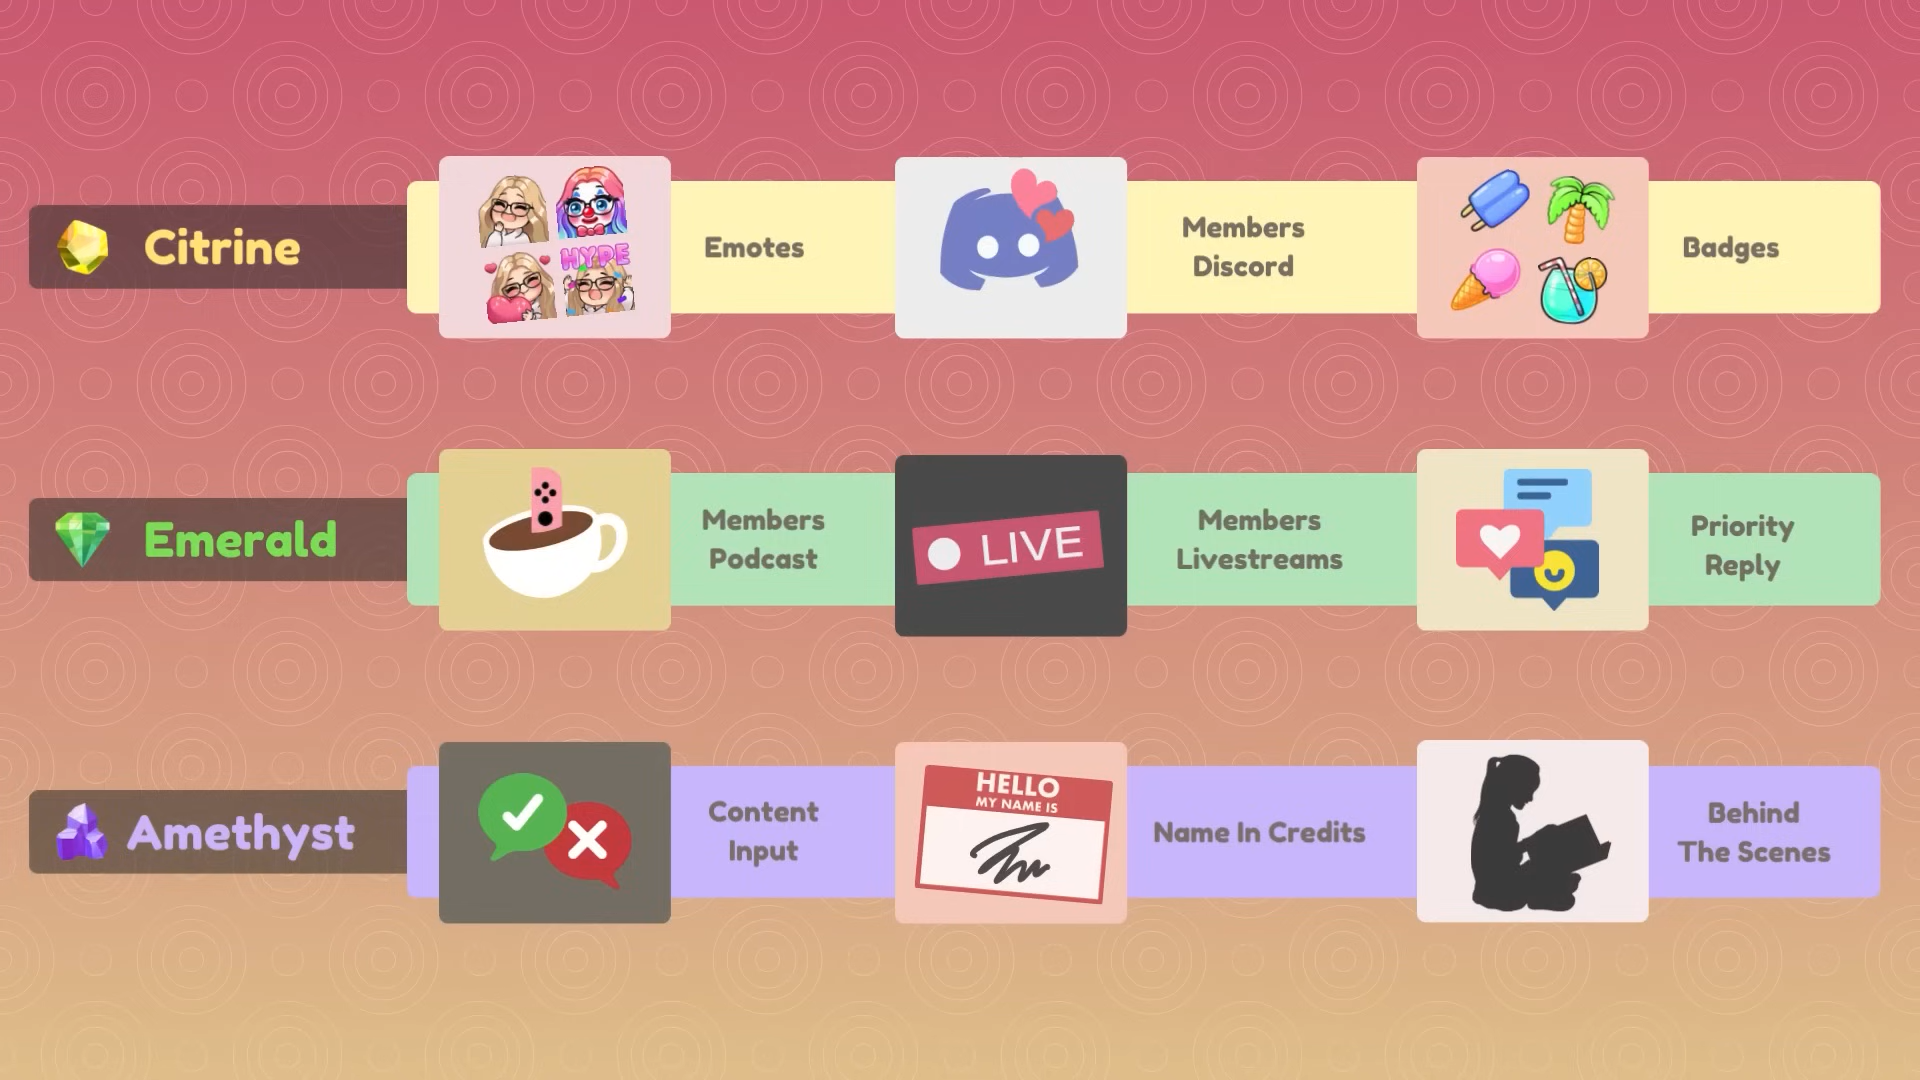 Citrine
HYPE
Emotes
Members
Discord
Badges
Emerald
Members
Podcast
LIVE
Members
Livestreams
Priority
Reply
Amethyst
Content
Input
HELLO
MY NAME IS
Name In Credits
Behind
The Scenes